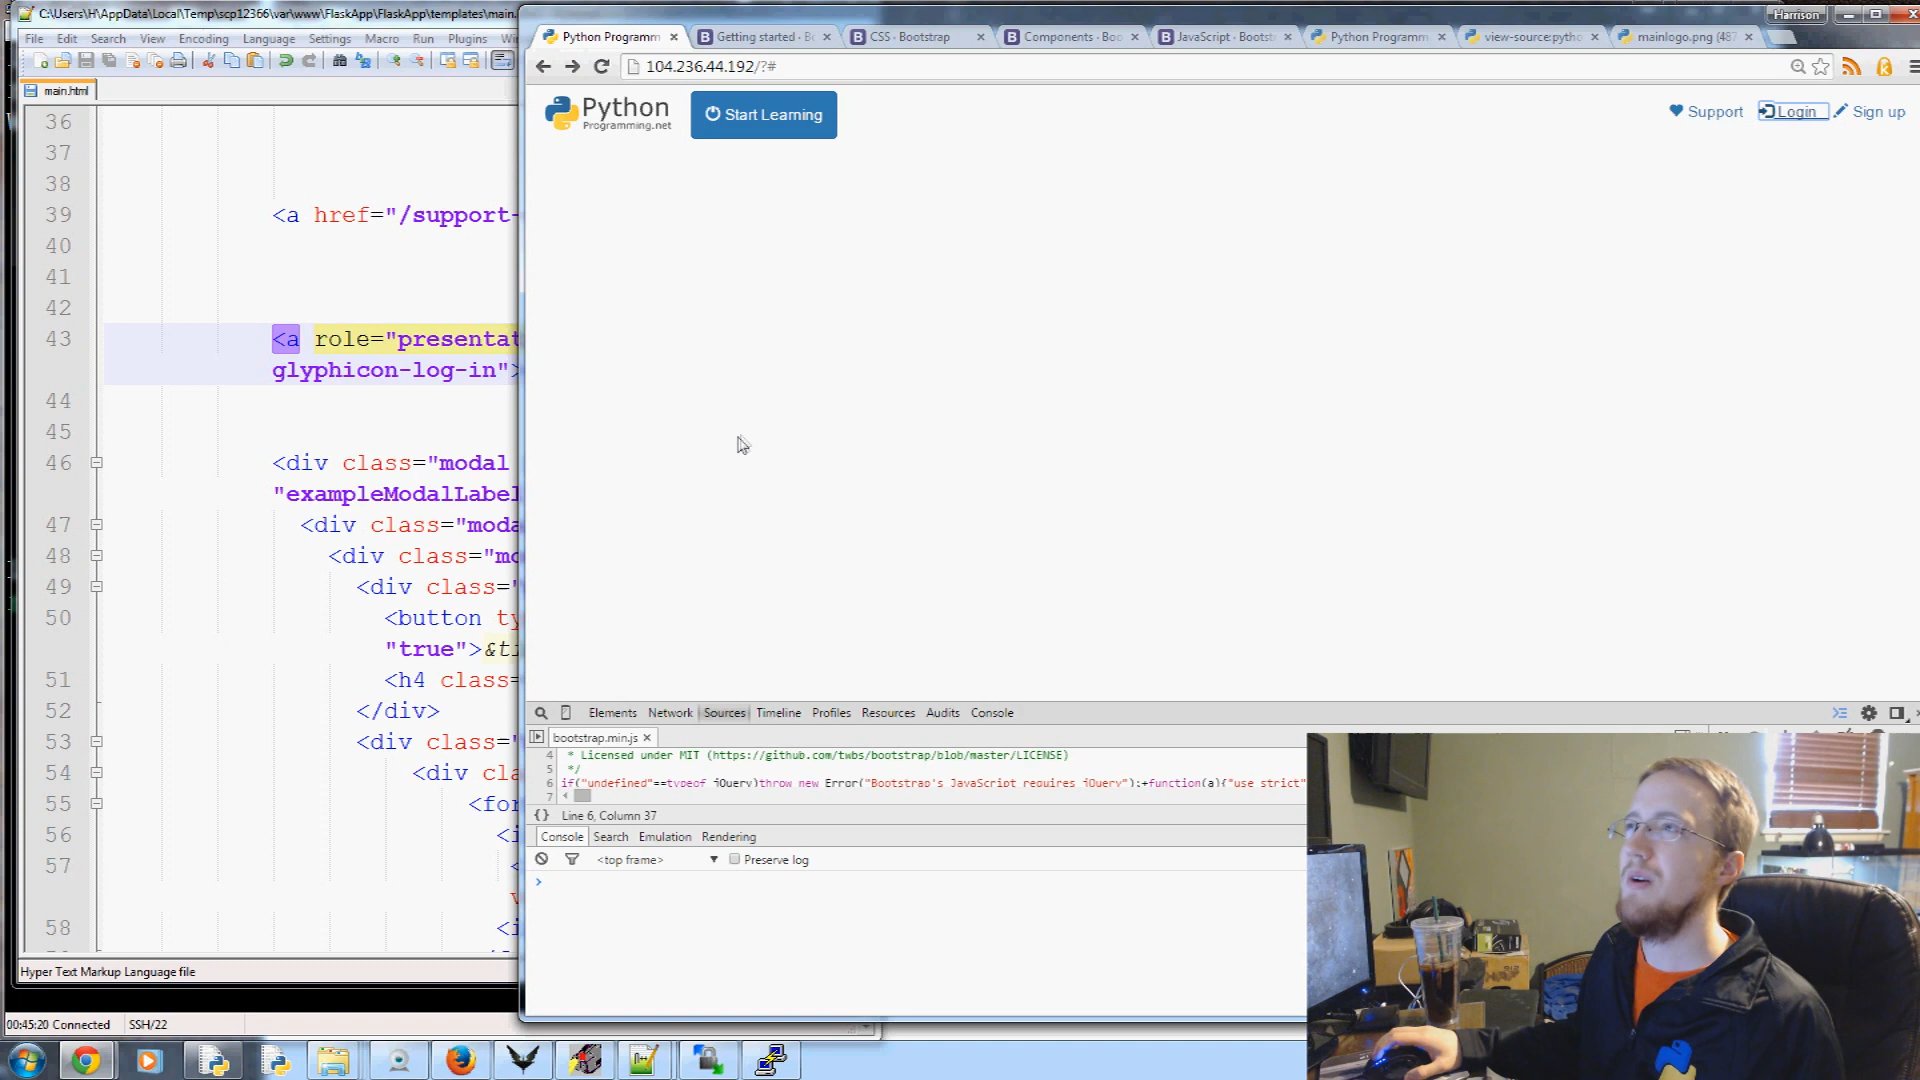 C:\Users\H\AppData\Local\Temp\scp12366\var\www\FlaskApp\FlaskApp\templates\main.
File Edit Search View Encoding Language Settings Macro Run Plugins
main.html
36
37
38
39 <a href="/support-
40
41
42
43 <a role="presentat
glyphicon-log-in">
44
45
46 <div class="modal
"exampleModalLabel
47 <div class="moda
48 <div class="mo
49 <div class="
50 <button ty
"true">&ti
51 <h4 class=
52 </div>
53 <div class="
54 <div cla
55 <for
56 <i
57 <
v
58 <i
Hyper Text Markup Language file
00:45:20 Connected SSH/22
Harrison
Python Programm
Getting started · Bo
CSS · Bootstrap
Components · Boo
JavaScript · Bootst
Python Programm
view-source:pytho
mainlogo.png (487
104.236.44.192/?#
Python
Programming.net
Start Learning
Support Login Sign up
Elements Network Sources Timeline Profiles Resources Audits Console
bootstrap.min.js
4 * Licensed under MIT (https://github.com/twbs/bootstrap/blob/master/LICENSE)
5 */
6 if("undefined"==typeof jQuery)throw new Error("Bootstrap's JavaScript requires jQuery");+function(a){"use strict"
7
{} Line 6, Column 37
Console Search Emulation Rendering
<top frame> Preserve log
>